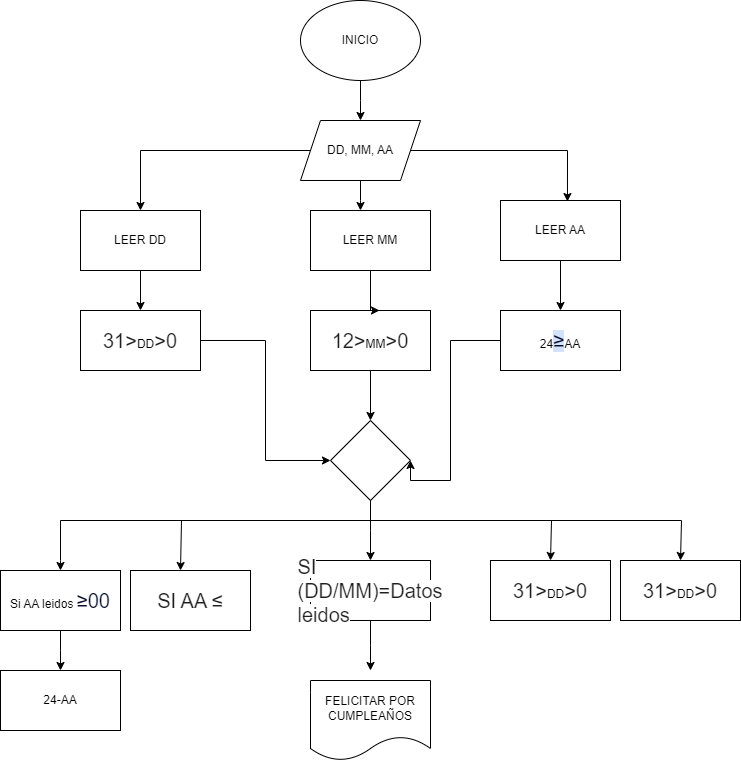 INICIO
DD, MM, AA
LEER DD
LEER MM
LEER AA
31>DD>0
12>MM>0
24≥AA
Si AA leidos ≥00
SI AA ≤
SI
(DD/MM)=Datos
leidos
31>DD>0
31>DD>0
24-AA
FELICITAR POR
CUMPLEAÑOS